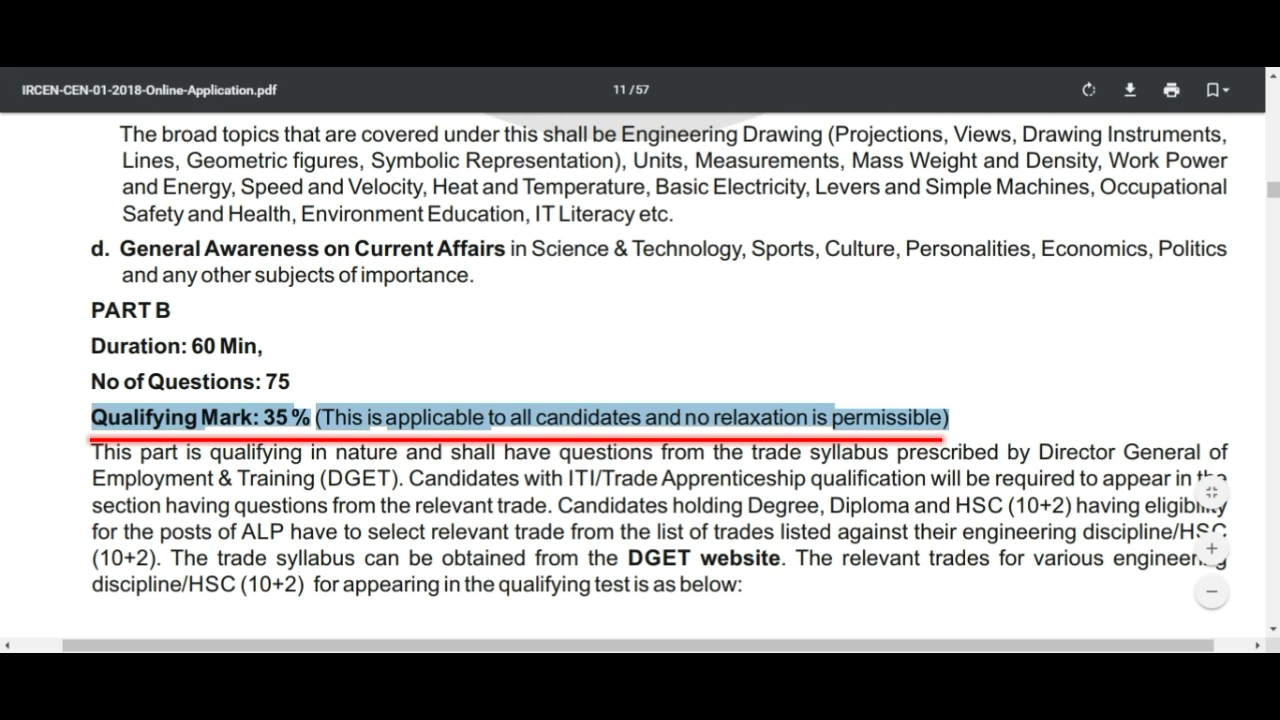 IRCEN-CEN-01-2018-Online-Application.pdf 11 / 57
The broad topics that are covered under this shall be Engineering Drawing (Projections, Views, Drawing Instruments,
Lines, Geometric figures, Symbolic Representation), Units, Measurements, Mass Weight and Density, Work Power
and Energy, Speed and Velocity, Heat and Temperature, Basic Electricity, Levers and Simple Machines, Occupational
Safety and Health, Environment Education, IT Literacy etc.
d. General Awareness on Current Affairs in Science & Technology, Sports, Culture, Personalities, Economics, Politics
and any other subjects of importance.
PART B
Duration: 60 Min,
No of Questions: 75
Qualifying Mark: 35 % (This is applicable to all candidates and no relaxation is permissible)
This part is qualifying in nature and shall have questions from the trade syllabus prescribed by Director General of
Employment & Training (DGET). Candidates with ITI/Trade Apprenticeship qualification will be required to appear in the
section having questions from the relevant trade. Candidates holding Degree, Diploma and HSC (10+2) having eligibility
for the posts of ALP have to select relevant trade from the list of trades listed against their engineering discipline/HSC
(10+2). The trade syllabus can be obtained from the DGET website. The relevant trades for various engineering
discipline/HSC (10+2) for appearing in the qualifying test is as below: